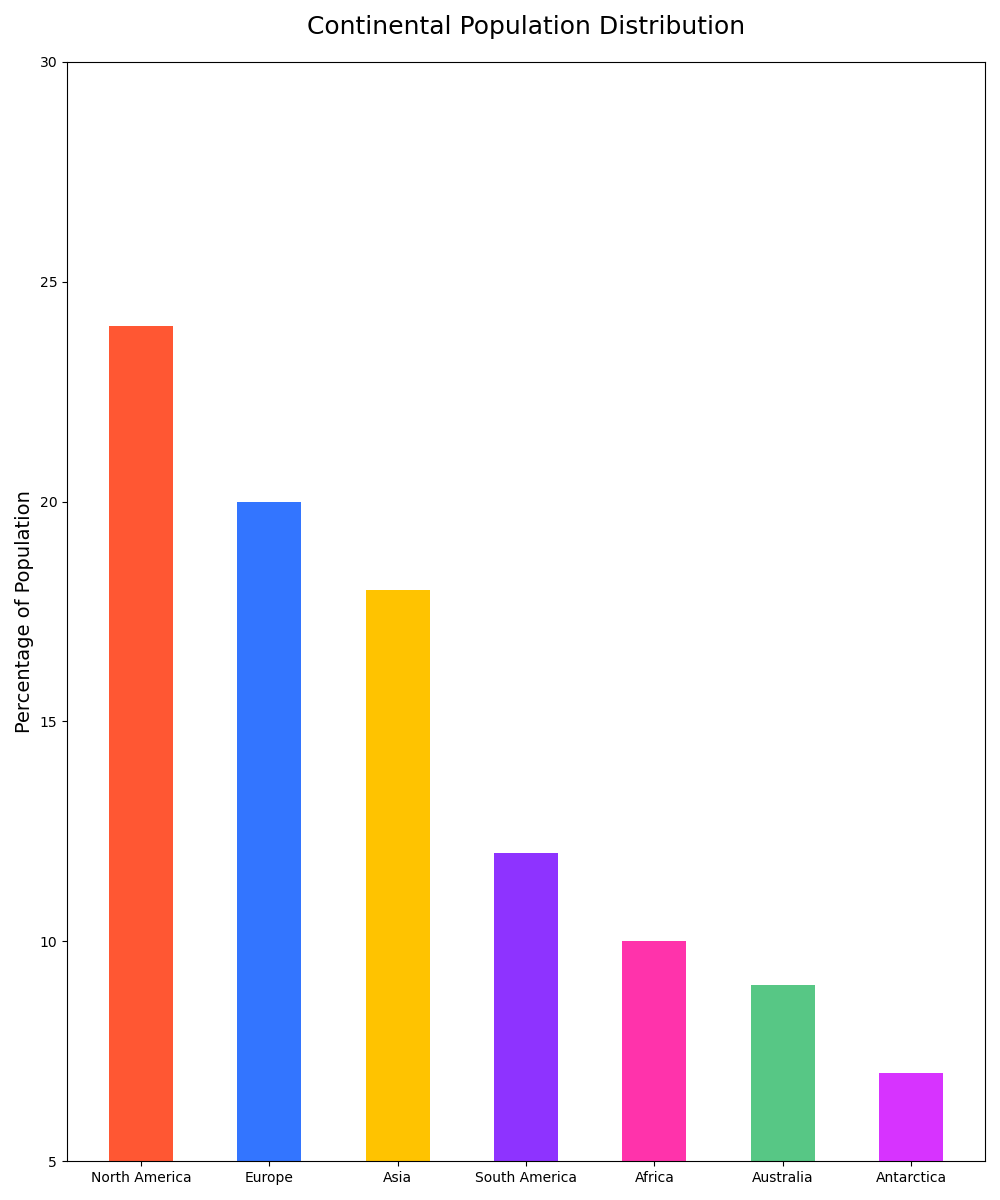 Continental Population Distribution
Percentage of Population
30
25
20
15
10
5
North America Europe Asia South America Africa Australia Antarctica